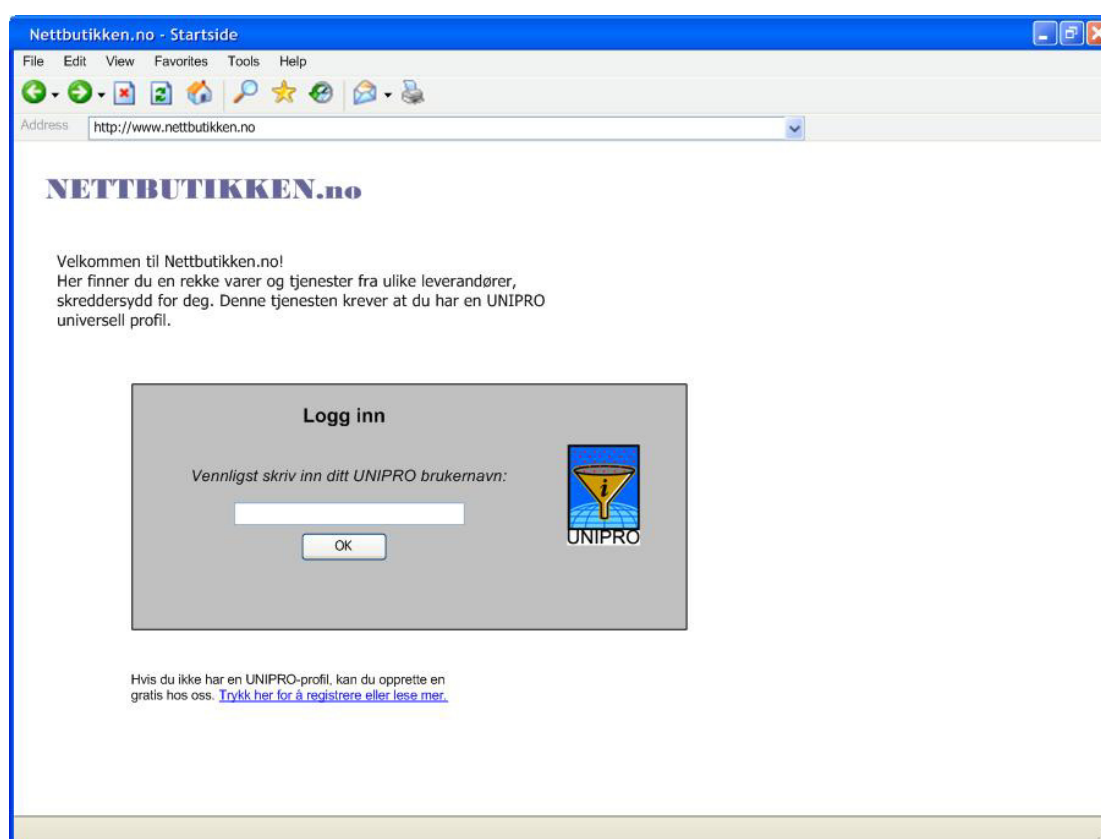 Nettbutikken.no - Startside
File Edit View Favorites Tools Help
Address http://www.nettbutikken.no
NETTBUTIKKEN.no
Velkommen til Nettbutikken.no!
Her finner du en rekke varer og tjenester fra ulike leverandører,
skreddersydd for deg. Denne tjenesten krever at du har en UNIPRO
universell profil.
Logg inn
Vennligst skriv inn ditt UNIPRO brukernavn:
i
UNIPRO
OK
Hvis du ikke har en UNIPRO-profil, kan du opprette en
gratis hos oss. Trykk her for å registrere eller lese mer.